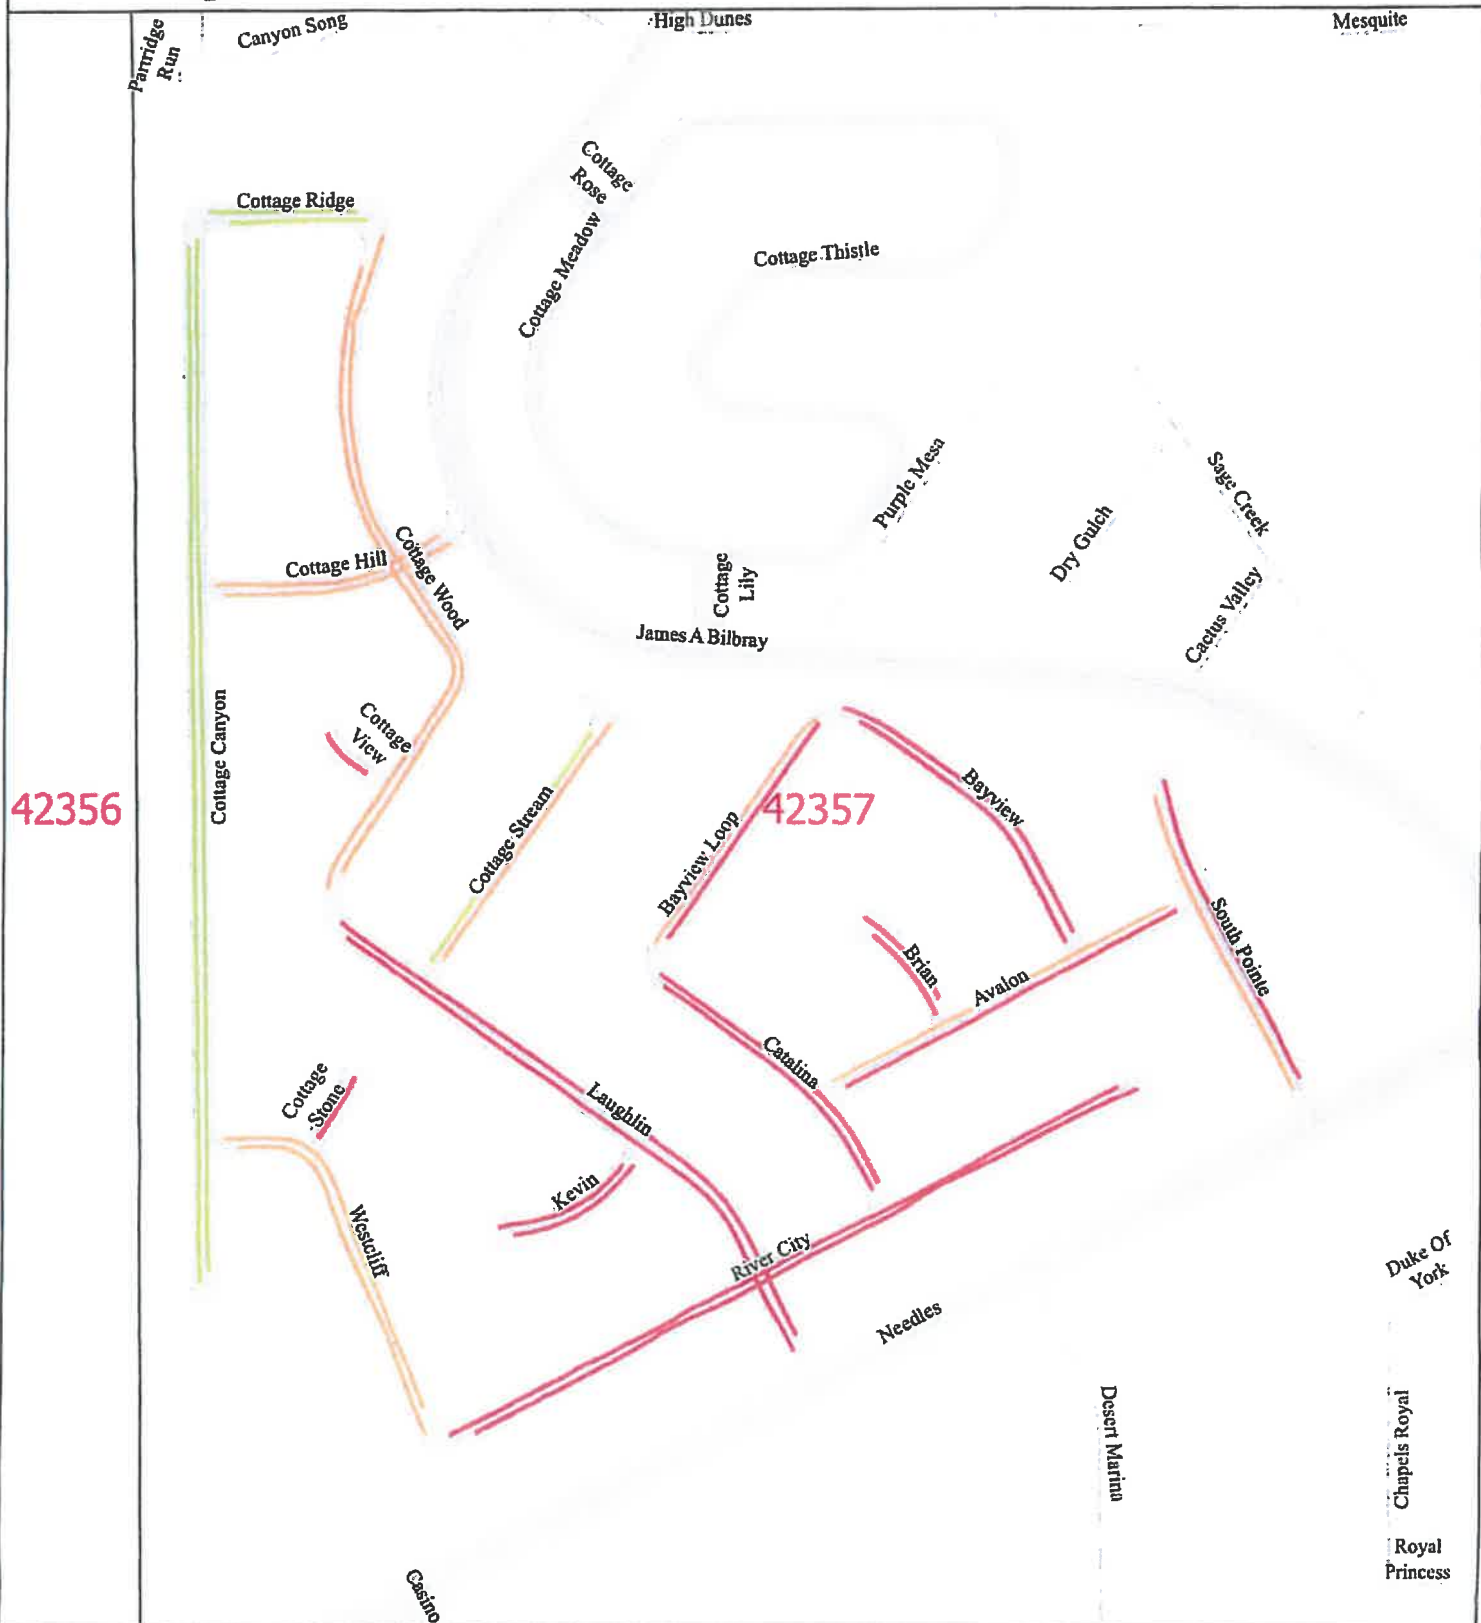 Partridge
Run
Canyon Song
High Dunes
Mesquite
Cottage
Rose
Cottage Ridge
Cottage Meadow
Cottage Thistle
Purple Mesa
Sage Creek
Dry Gulch
Cottage Hill
Cottage Wood
Cottage
Lily
James A Bilbray
Cactus Valley
Cottage Canyon
Cottage
View
42356
Cottage Stream
Bayview Loop
42357
Bayview
South Pointe
Brian
Avalon
Catalina
Cottage
Stone
Laughlin
Kevin
Westcliff
River City
Needles
Duke Of
York
Desert Marina
Chapels Royal
Royal
Princess
Casino